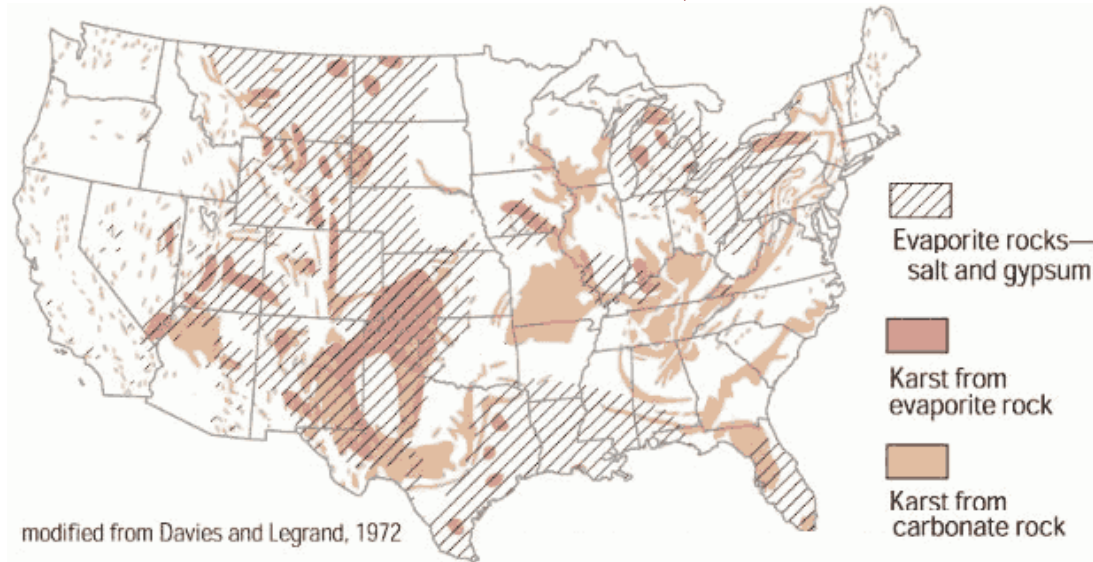 Evaporite rocks—
salt and gypsum
Karst from
evaporite rock
Karst from
carbonate rock
modified from Davies and Legrand, 1972